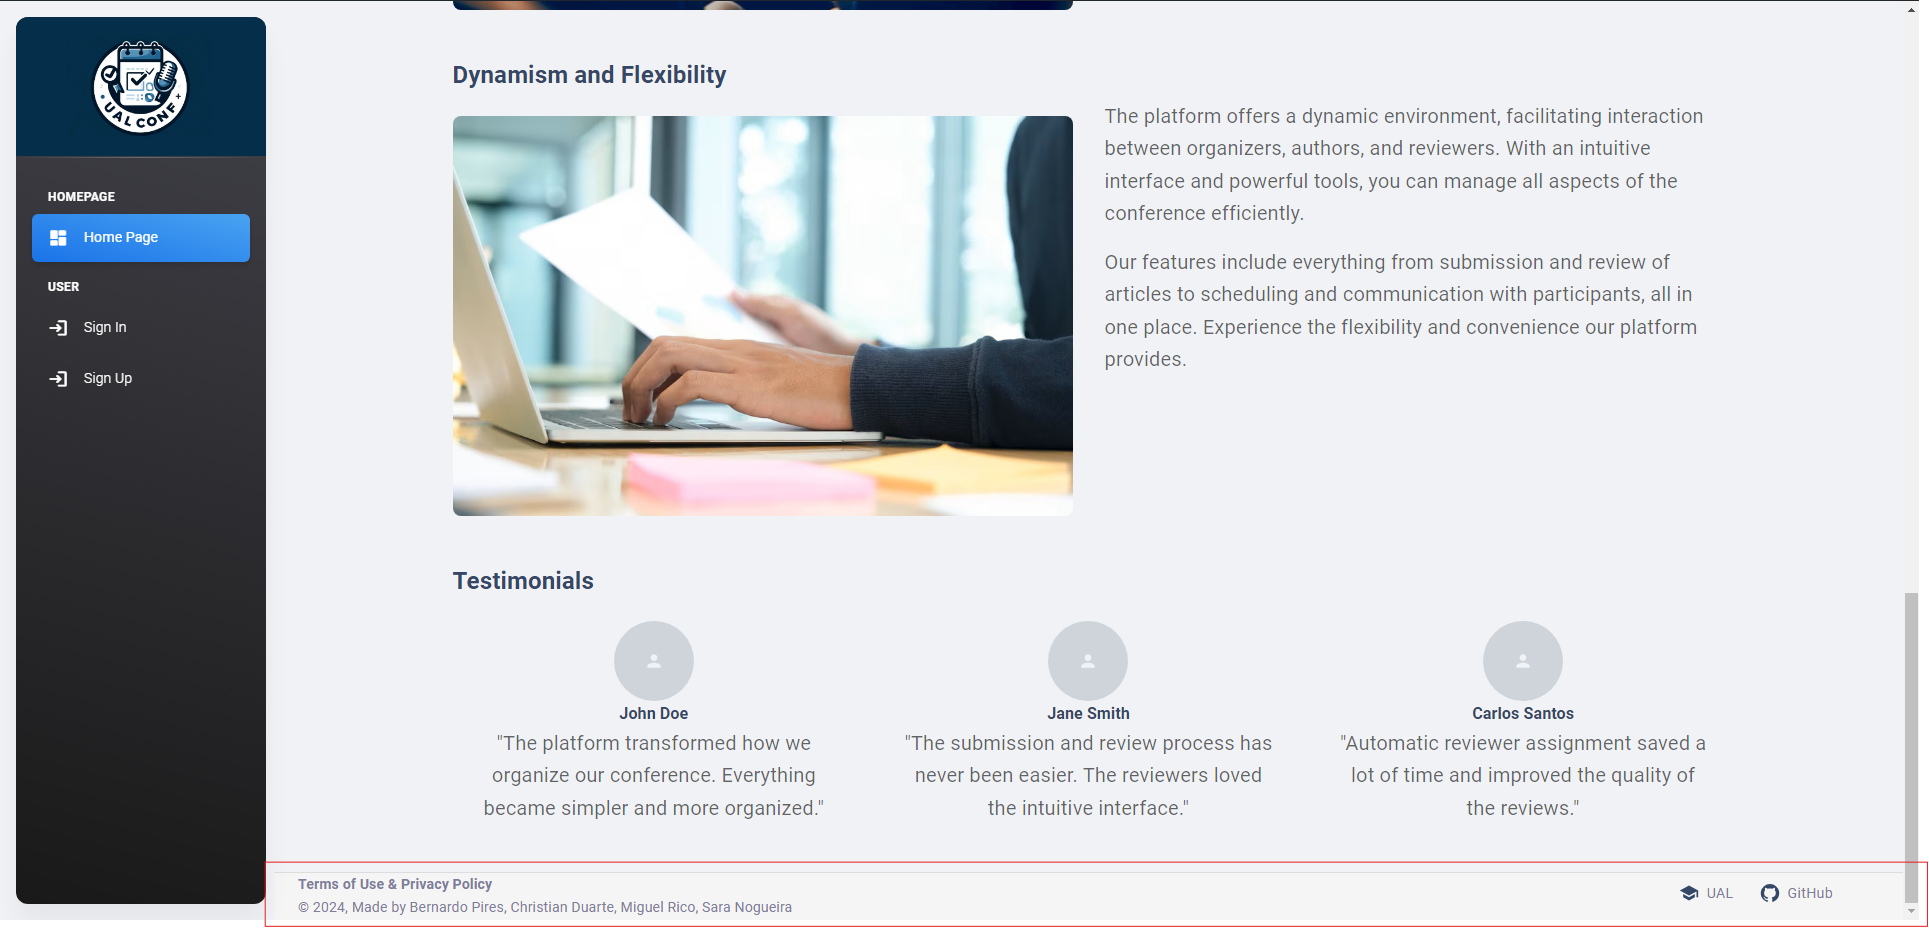 UAL CONF
HOMEPAGE
Home Page
USER
Sign In
Sign Up
Dynamism and Flexibility
The platform offers a dynamic environment, facilitating interaction
between organizers, authors, and reviewers. With an intuitive
interface and powerful tools, you can manage all aspects of the
conference efficiently.
Our features include everything from submission and review of
articles to scheduling and communication with participants, all in
one place. Experience the flexibility and convenience our platform
provides.
Testimonials
John Doe
"The platform transformed how we
organize our conference. Everything
became simpler and more organized."
Jane Smith
"The submission and review process has
never been easier. The reviewers loved
the intuitive interface."
Carlos Santos
"Automatic reviewer assignment saved a
lot of time and improved the quality of
the reviews."
Terms of Use & Privacy Policy
© 2024, Made by Bernardo Pires, Christian Duarte, Miguel Rico, Sara Nogueira
UAL
GitHub